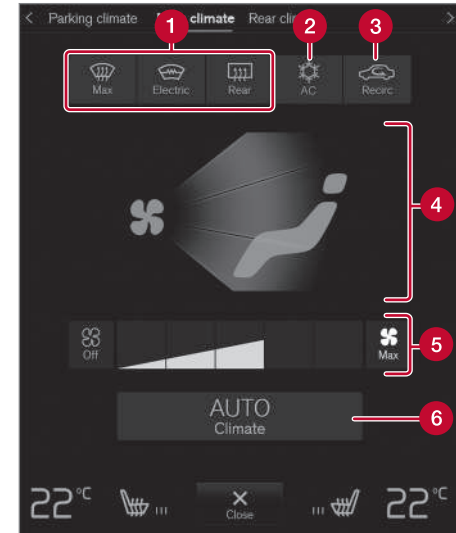 Parking climate climate Rear
1 2 3
Max Electric Rear AC Recirc
4
Off Max 5
AUTO
Climate 6
22°C 22°C
Close